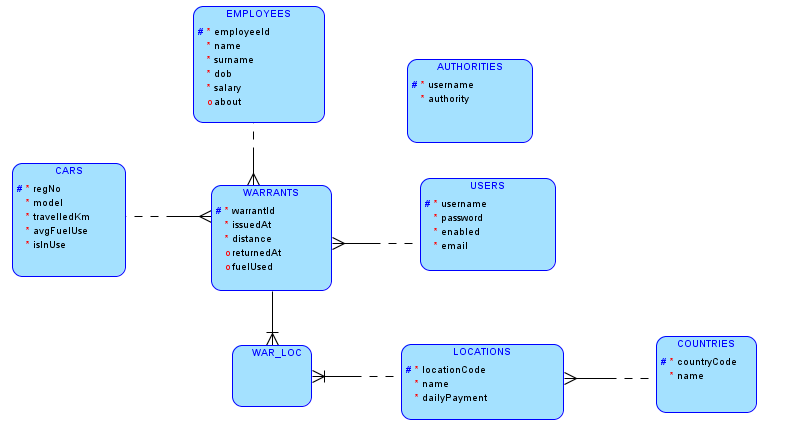 EMPLOYEES
# * employeeId
* name
* surname
* dob
* salary
o about
AUTHORITIES
# * username
* authority
CARS
# * regNo
* model
* travelledKm
* avgFuelUse
* isInUse
WARRANTS
# * warrantId
* issuedAt
* distance
o returnedAt
o fuelUsed
USERS
# * username
* password
* enabled
* email
WAR_LOC
LOCATIONS
# * locationCode
* name
* dailyPayment
COUNTRIES
# * countryCode
* name